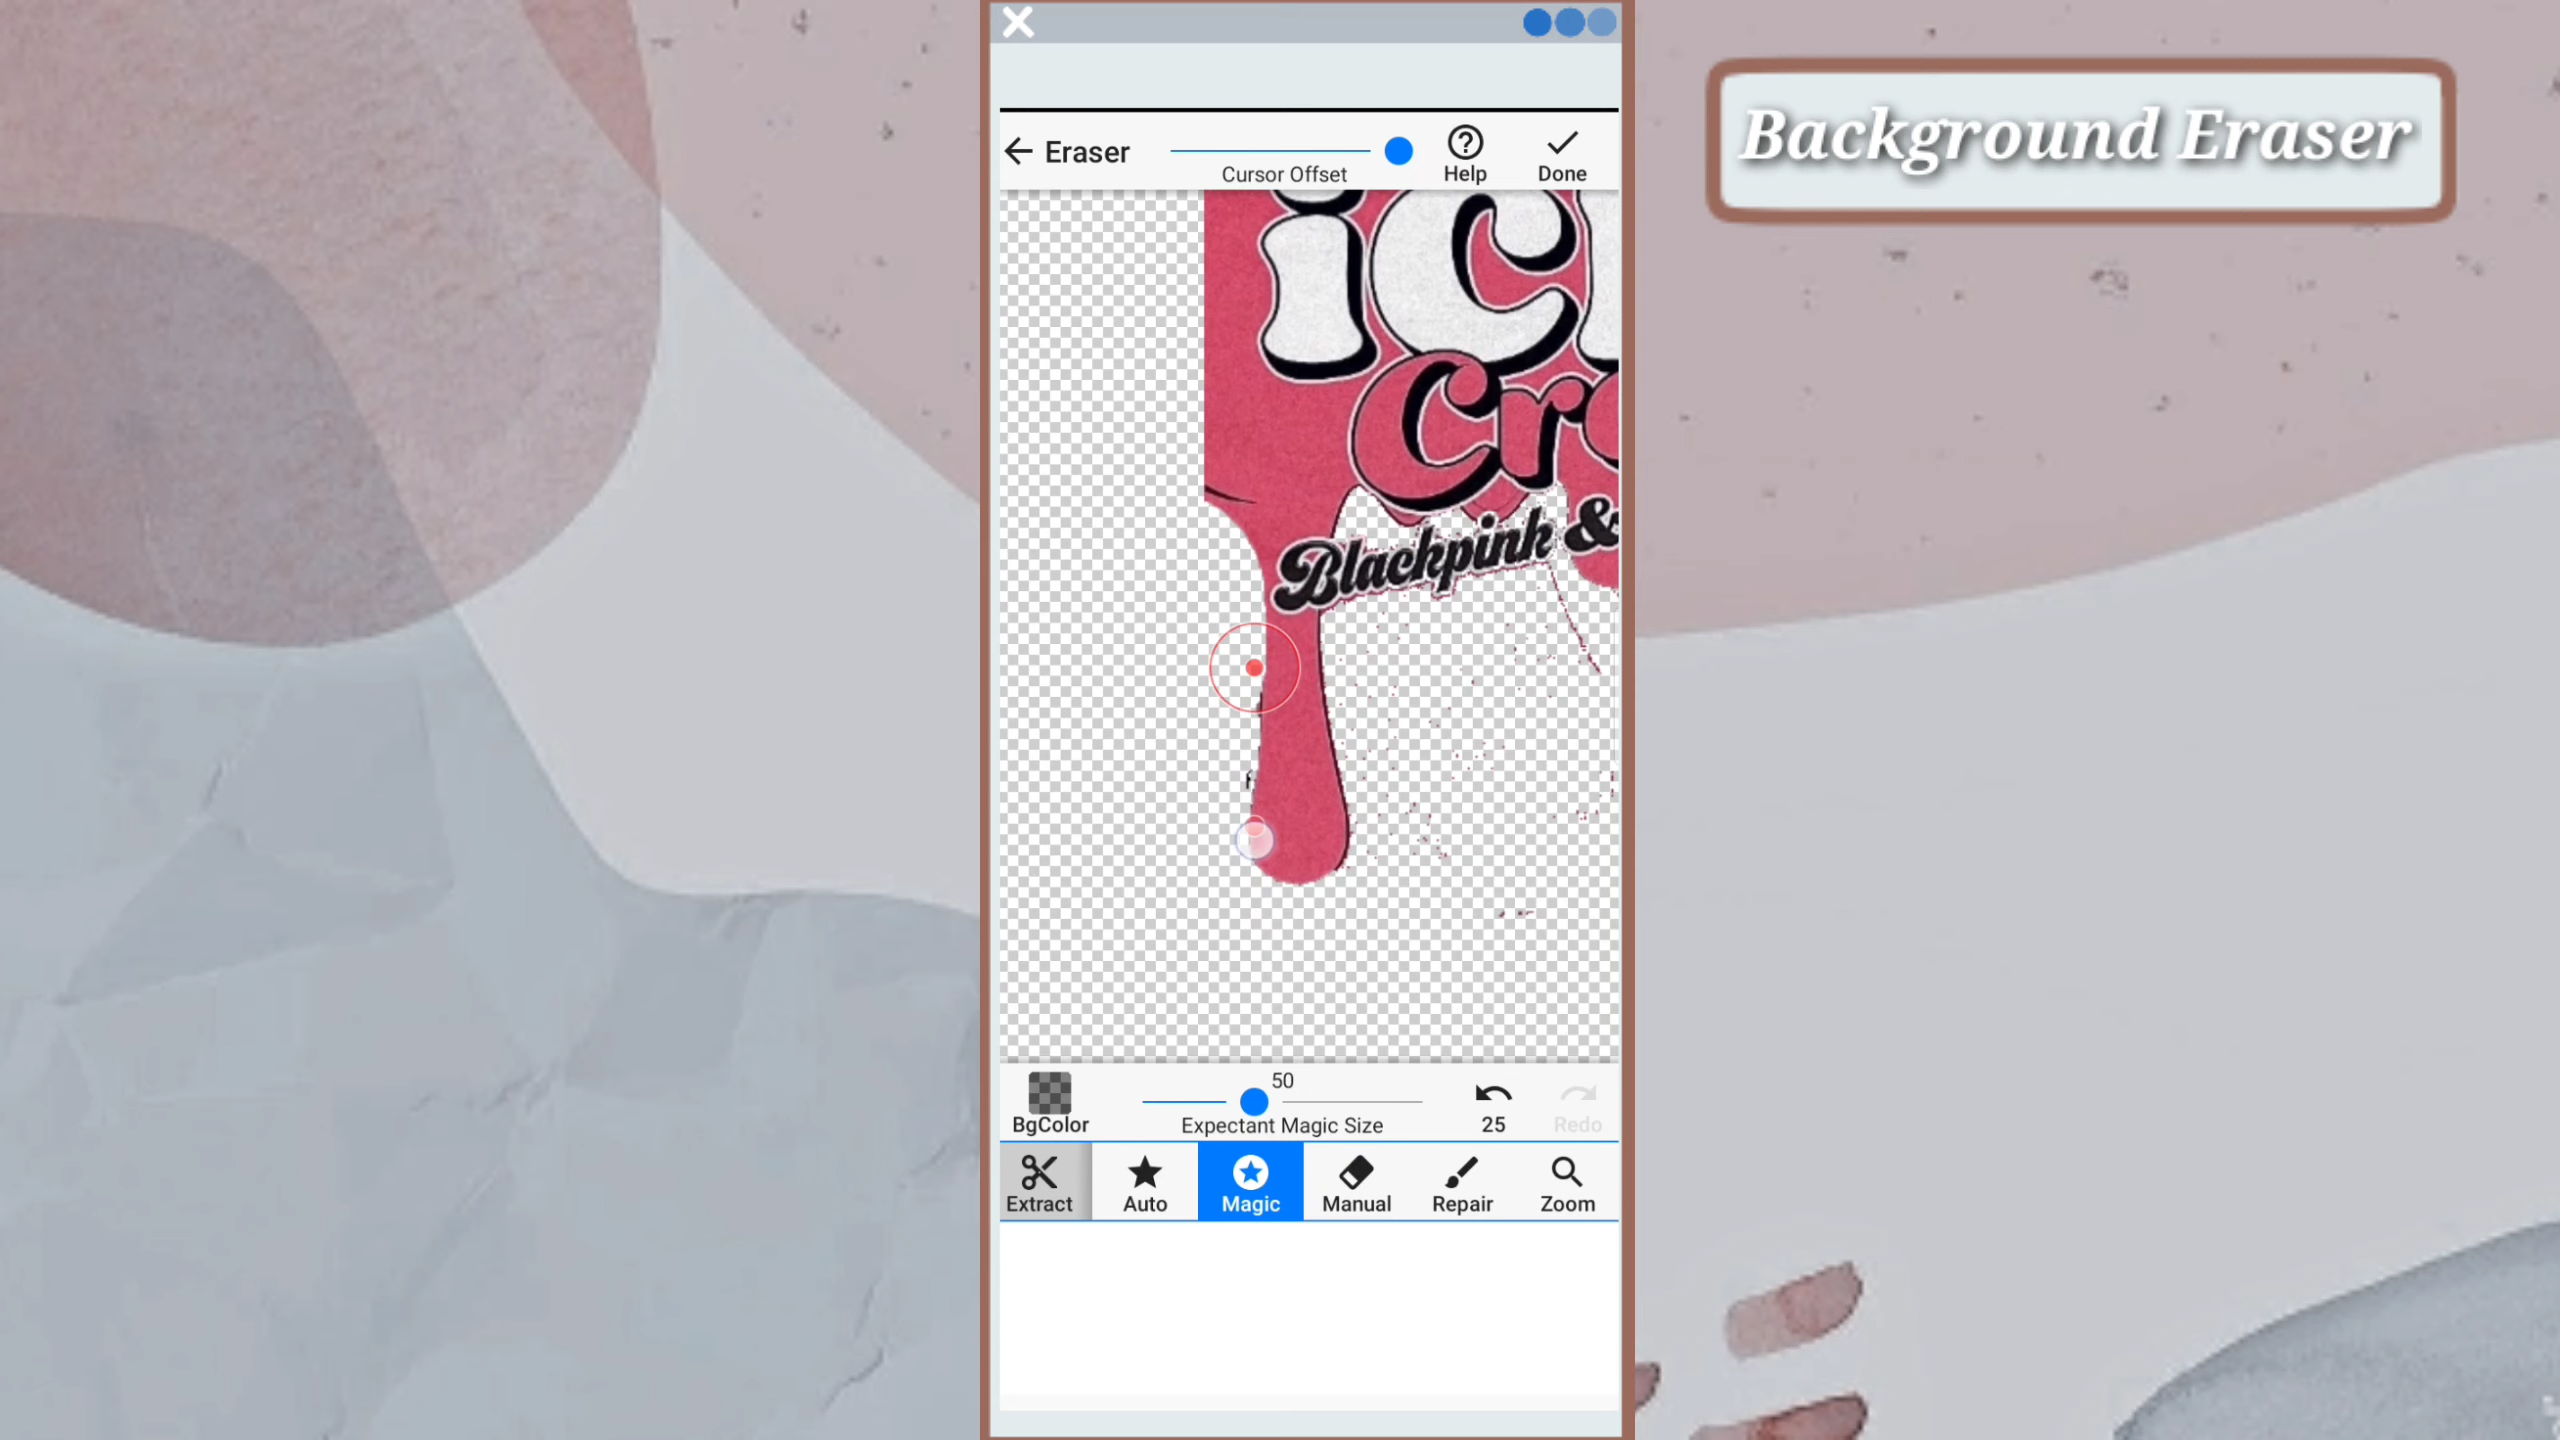 Background Eraser
Eraser
Cursor Offset
Help
Done
Cr
Blackpink &
50
BgColor
Expectant Magic Size
25
Redo
Extract
Auto
Magic
Manual
Repair
Zoom